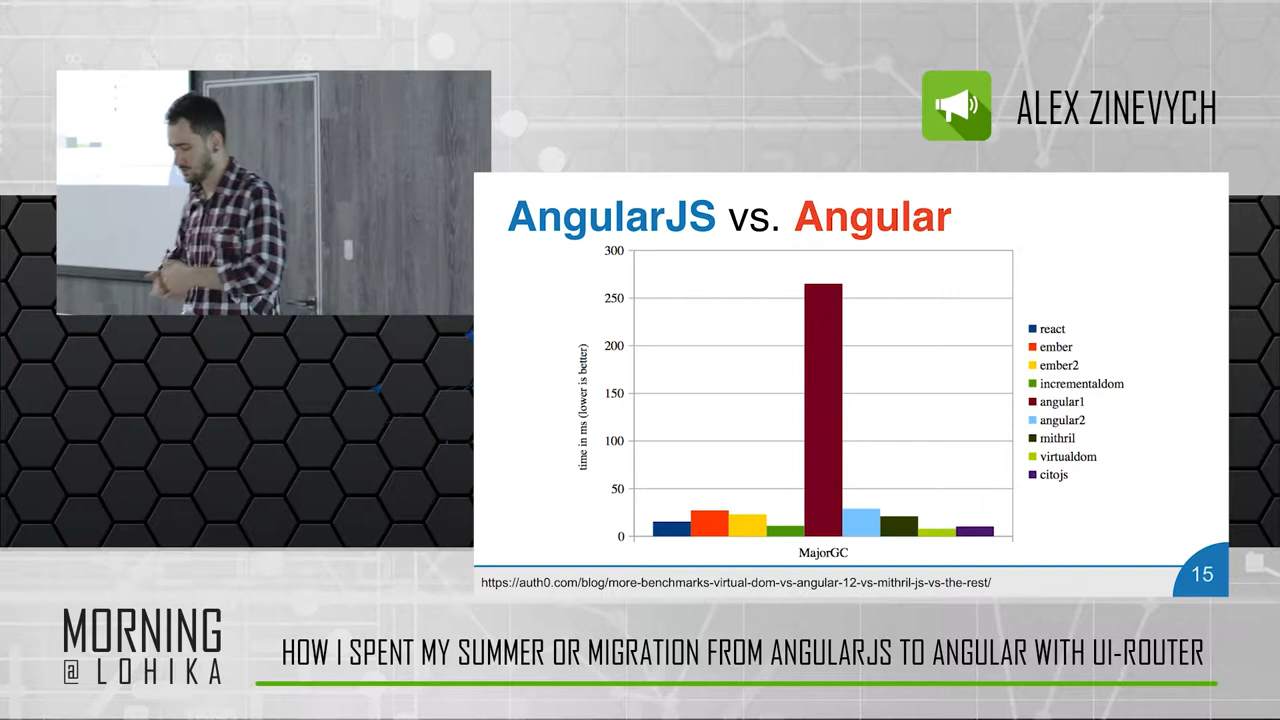 ALEX ZINEVYCH
AngularJS vs. Angular
300
250
200
150
100
50
0
time in ms (lower is better)
MajorGC
react
ember
ember2
incrementaldom
angular1
angular2
mithril
virtualdom
citojs
https://auth0.com/blog/more-benchmarks-virtual-dom-vs-angular-12-vs-mithril-js-vs-the-rest/
15
MORNING
@ LOHIKA
HOW I SPENT MY SUMMER OR MIGRATION FROM ANGULARJS TO ANGULAR WITH UI-ROUTER